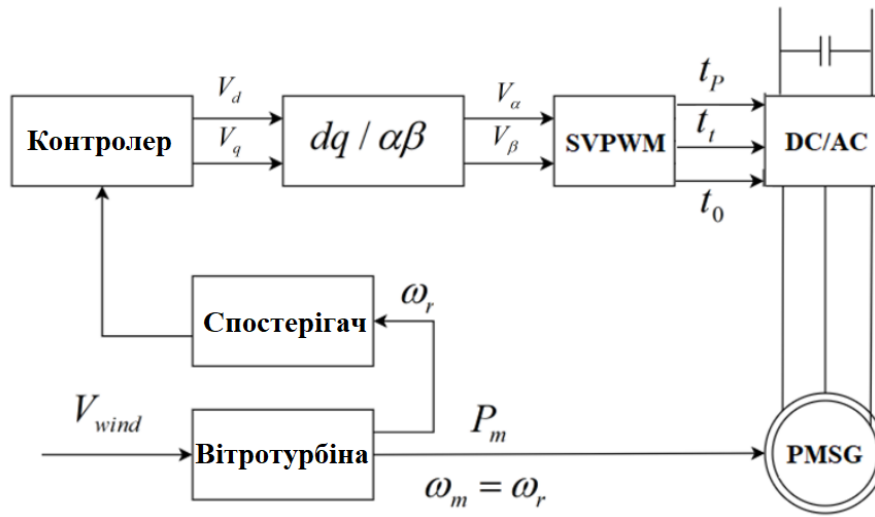 Контролер
V_d
V_q
dq / αβ
V_α
V_β
SVPWM
t_P
t_t
t_0
DC/AC
Спостерігач
ω_r
V_wind
Вітротурбіна
P_m
ω_m = ω_r
PMSG